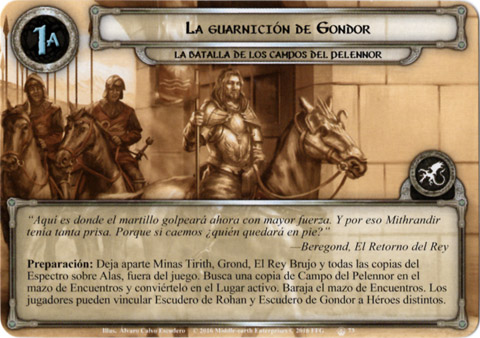 La guarnición de Gondor
1A
La batalla de los campos del Pelennor
"Aquí es donde el martillo golpeará ahora con mayor fuerza. Y por eso Mithrandir
tenía tanta prisa. Porque si caemos ¿quién quedará en pie?"
—Beregond, El Retorno del Rey
Preparación: Deja aparte Minas Tirith, Grond, El Rey Brujo y todas las copias del
Espectro sobre Alas, fuera del juego. Busca una copia de Campo del Pelennor en el
mazo de Encuentros y conviértelo en el Lugar activo. Baraja el mazo de Encuentros. Los
jugadores pueden vincular Escudero de Rohan y Escudero de Gondor a Héroes distintos.
Illus. Álvaro Calvo Escudero © 2016 Middle-earth Enterprises © 2016 FFG 73